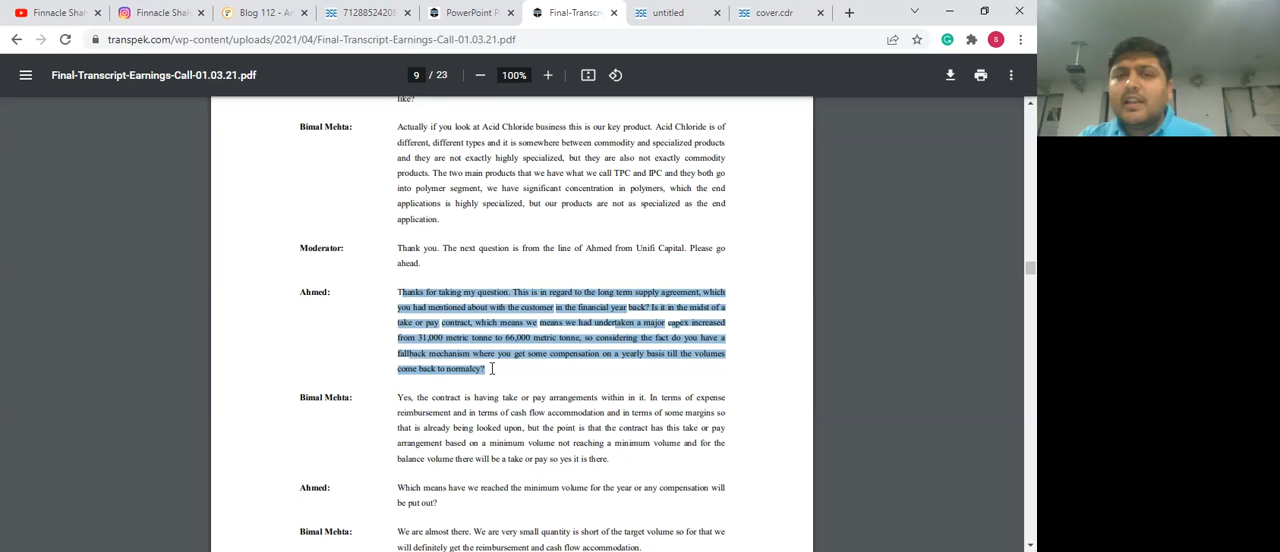 Finnacle Shah
Finnacle Sha
Blog 112 - A
71288524208
PowerPoint P
Final-Transcri
untitled
cover.cdr
transpek.com/wp-content/uploads/2021/04/Final-Transcript-Earnings-Call-01.03.21.pdf
S
Final-Transcript-Earnings-Call-01.03.21.pdf
9 / 23
100%
like?
Bimal Mehta: Actually if you look at Acid Chloride business this is our key product. Acid Chloride is of
different, different types and it is somewhere between commodity and specialized products
and they are not exactly highly specialized, but they are also not exactly commodity
products. The two main products that we have what we call TPC and IPC and they both go
into polymer segment, we have significant concentration in polymers, which the end
applications is highly specialized, but our products are not as specialized as the end
application.
Moderator: Thank you. The next question is from the line of Ahmed from Unifi Capital. Please go
ahead.
Ahmed: Thanks for taking my question. This is in regard to the long term supply agreement, which
you had mentioned about with the customer in the financial year back? Is it in the midst of a
take or pay contract, which means we means we had undertaken a major capex increased
from 31,000 metric tonne to 66,000 metric tonne, so considering the fact do you have a
fallback mechanism where you get some compensation on a yearly basis till the volumes
come back to normalcy?
Bimal Mehta: Yes, the contract is having take or pay arrangements within in it. In terms of expense
reimbursement and in terms of cash flow accommodation and in terms of some margins so
that is already being looked upon, but the point is that the contract has this take or pay
arrangement based on a minimum volume not reaching a minimum volume and for the
balance volume there will be a take or pay so yes it is there.
Ahmed: Which means have we reached the minimum volume for the year or any compensation will
be put out?
Bimal Mehta: We are almost there. We are very small quantity is short of the target volume so for that we
will definitely get the reimbursement and cash flow accommodation.